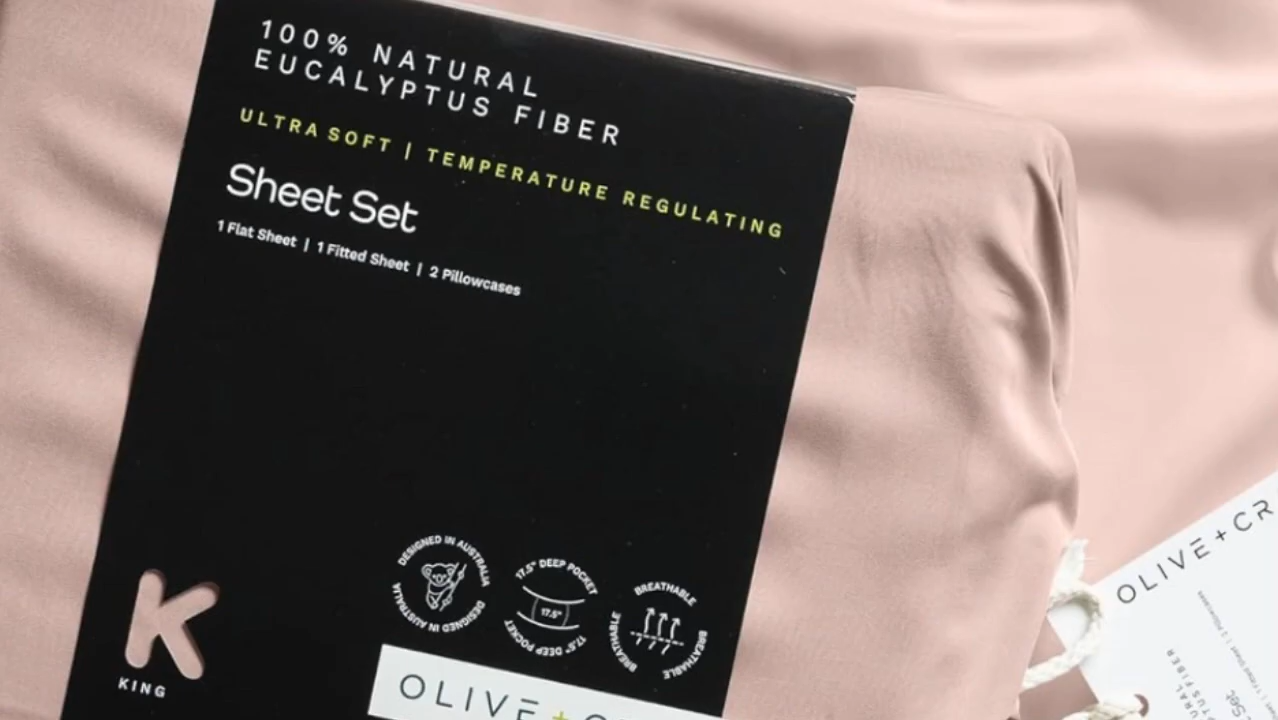 100% NATURAL
EUCALYPTUS FIBER
ULTRA SOFT | TEMPERATURE REGULATING
Sheet Set
1 Flat Sheet | 1 Fitted Sheet | 2 Pillowcases
DESIGNED IN AUSTRALIA
DESIGNED IN AUSTRALIA
17.5" DEEP POCKET
17.5"
17.5" DEEP POCKET
BREATHABLE
BREATHABLE
BREATHABLE
K
KING
OLIVE + CR
OLIVE + CR